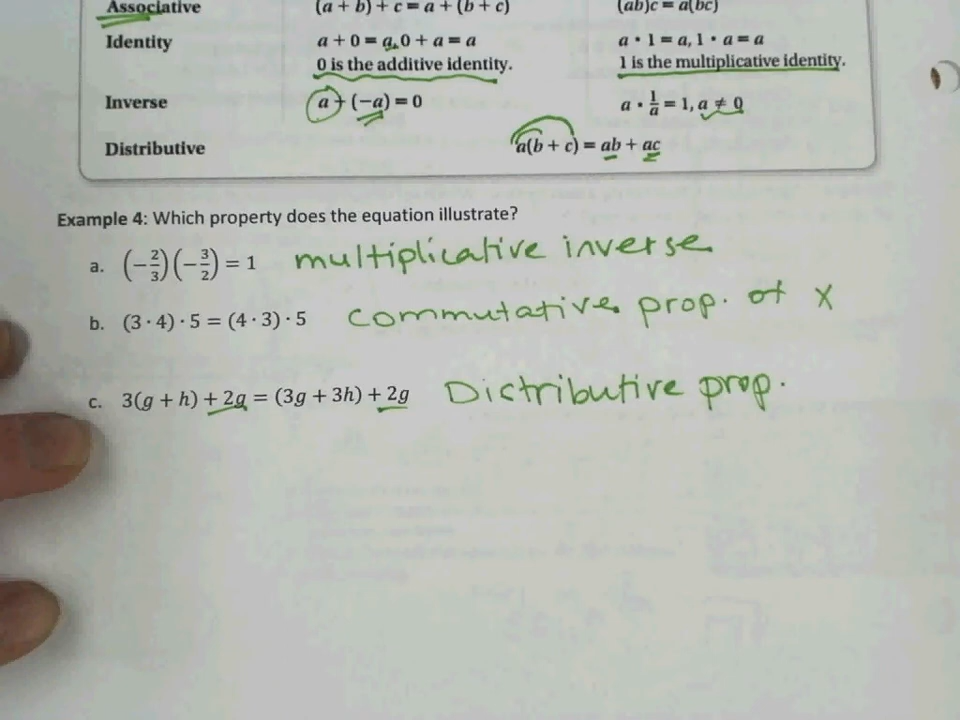 Associative (a + b) + c = a + (b + c) (ab)c = a(bc)
Identity a + 0 = a, 0 + a = a a · 1 = a, 1 · a = a
0 is the additive identity. 1 is the multiplicative identity.
Inverse a + (−a) = 0 a · 1/a = 1, a ≠ 0
Distributive a(b + c) = ab + ac
Example 4: Which property does the equation illustrate?
a. (−2/3)(−3/2) = 1 multiplicative inverse
b. (3 · 4) · 5 = (4 · 3) · 5 commutative prop. of X
c. 3(g + h) + 2g = (3g + 3h) + 2g Distributive prop.